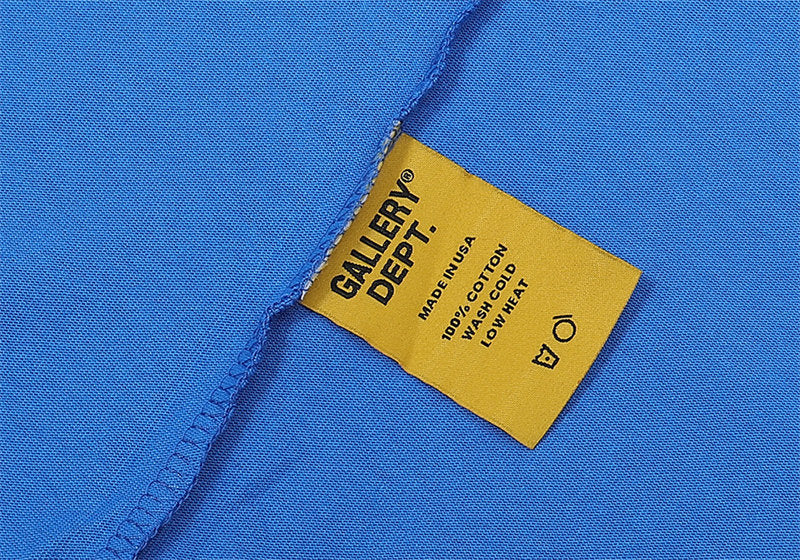 GALLERY®
DEPT.
MADE IN USA
100% COTTON
WASH COLD
LOW HEAT